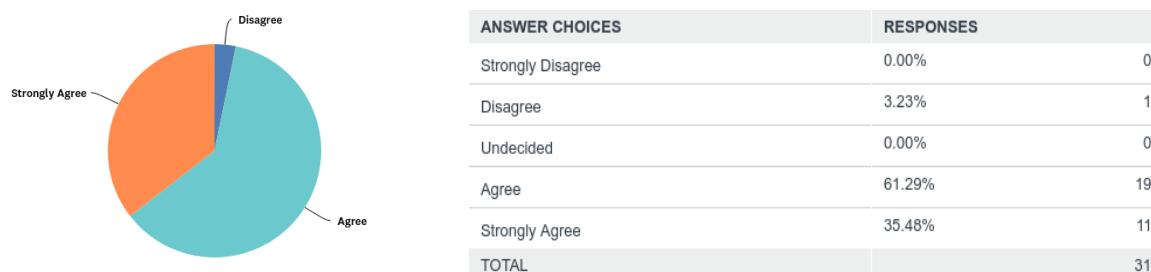 Disagree
Strongly Agree
Agree
ANSWER CHOICES RESPONSES
Strongly Disagree 0.00% 0
Disagree 3.23% 1
Undecided 0.00% 0
Agree 61.29% 19
Strongly Agree 35.48% 11
TOTAL 31